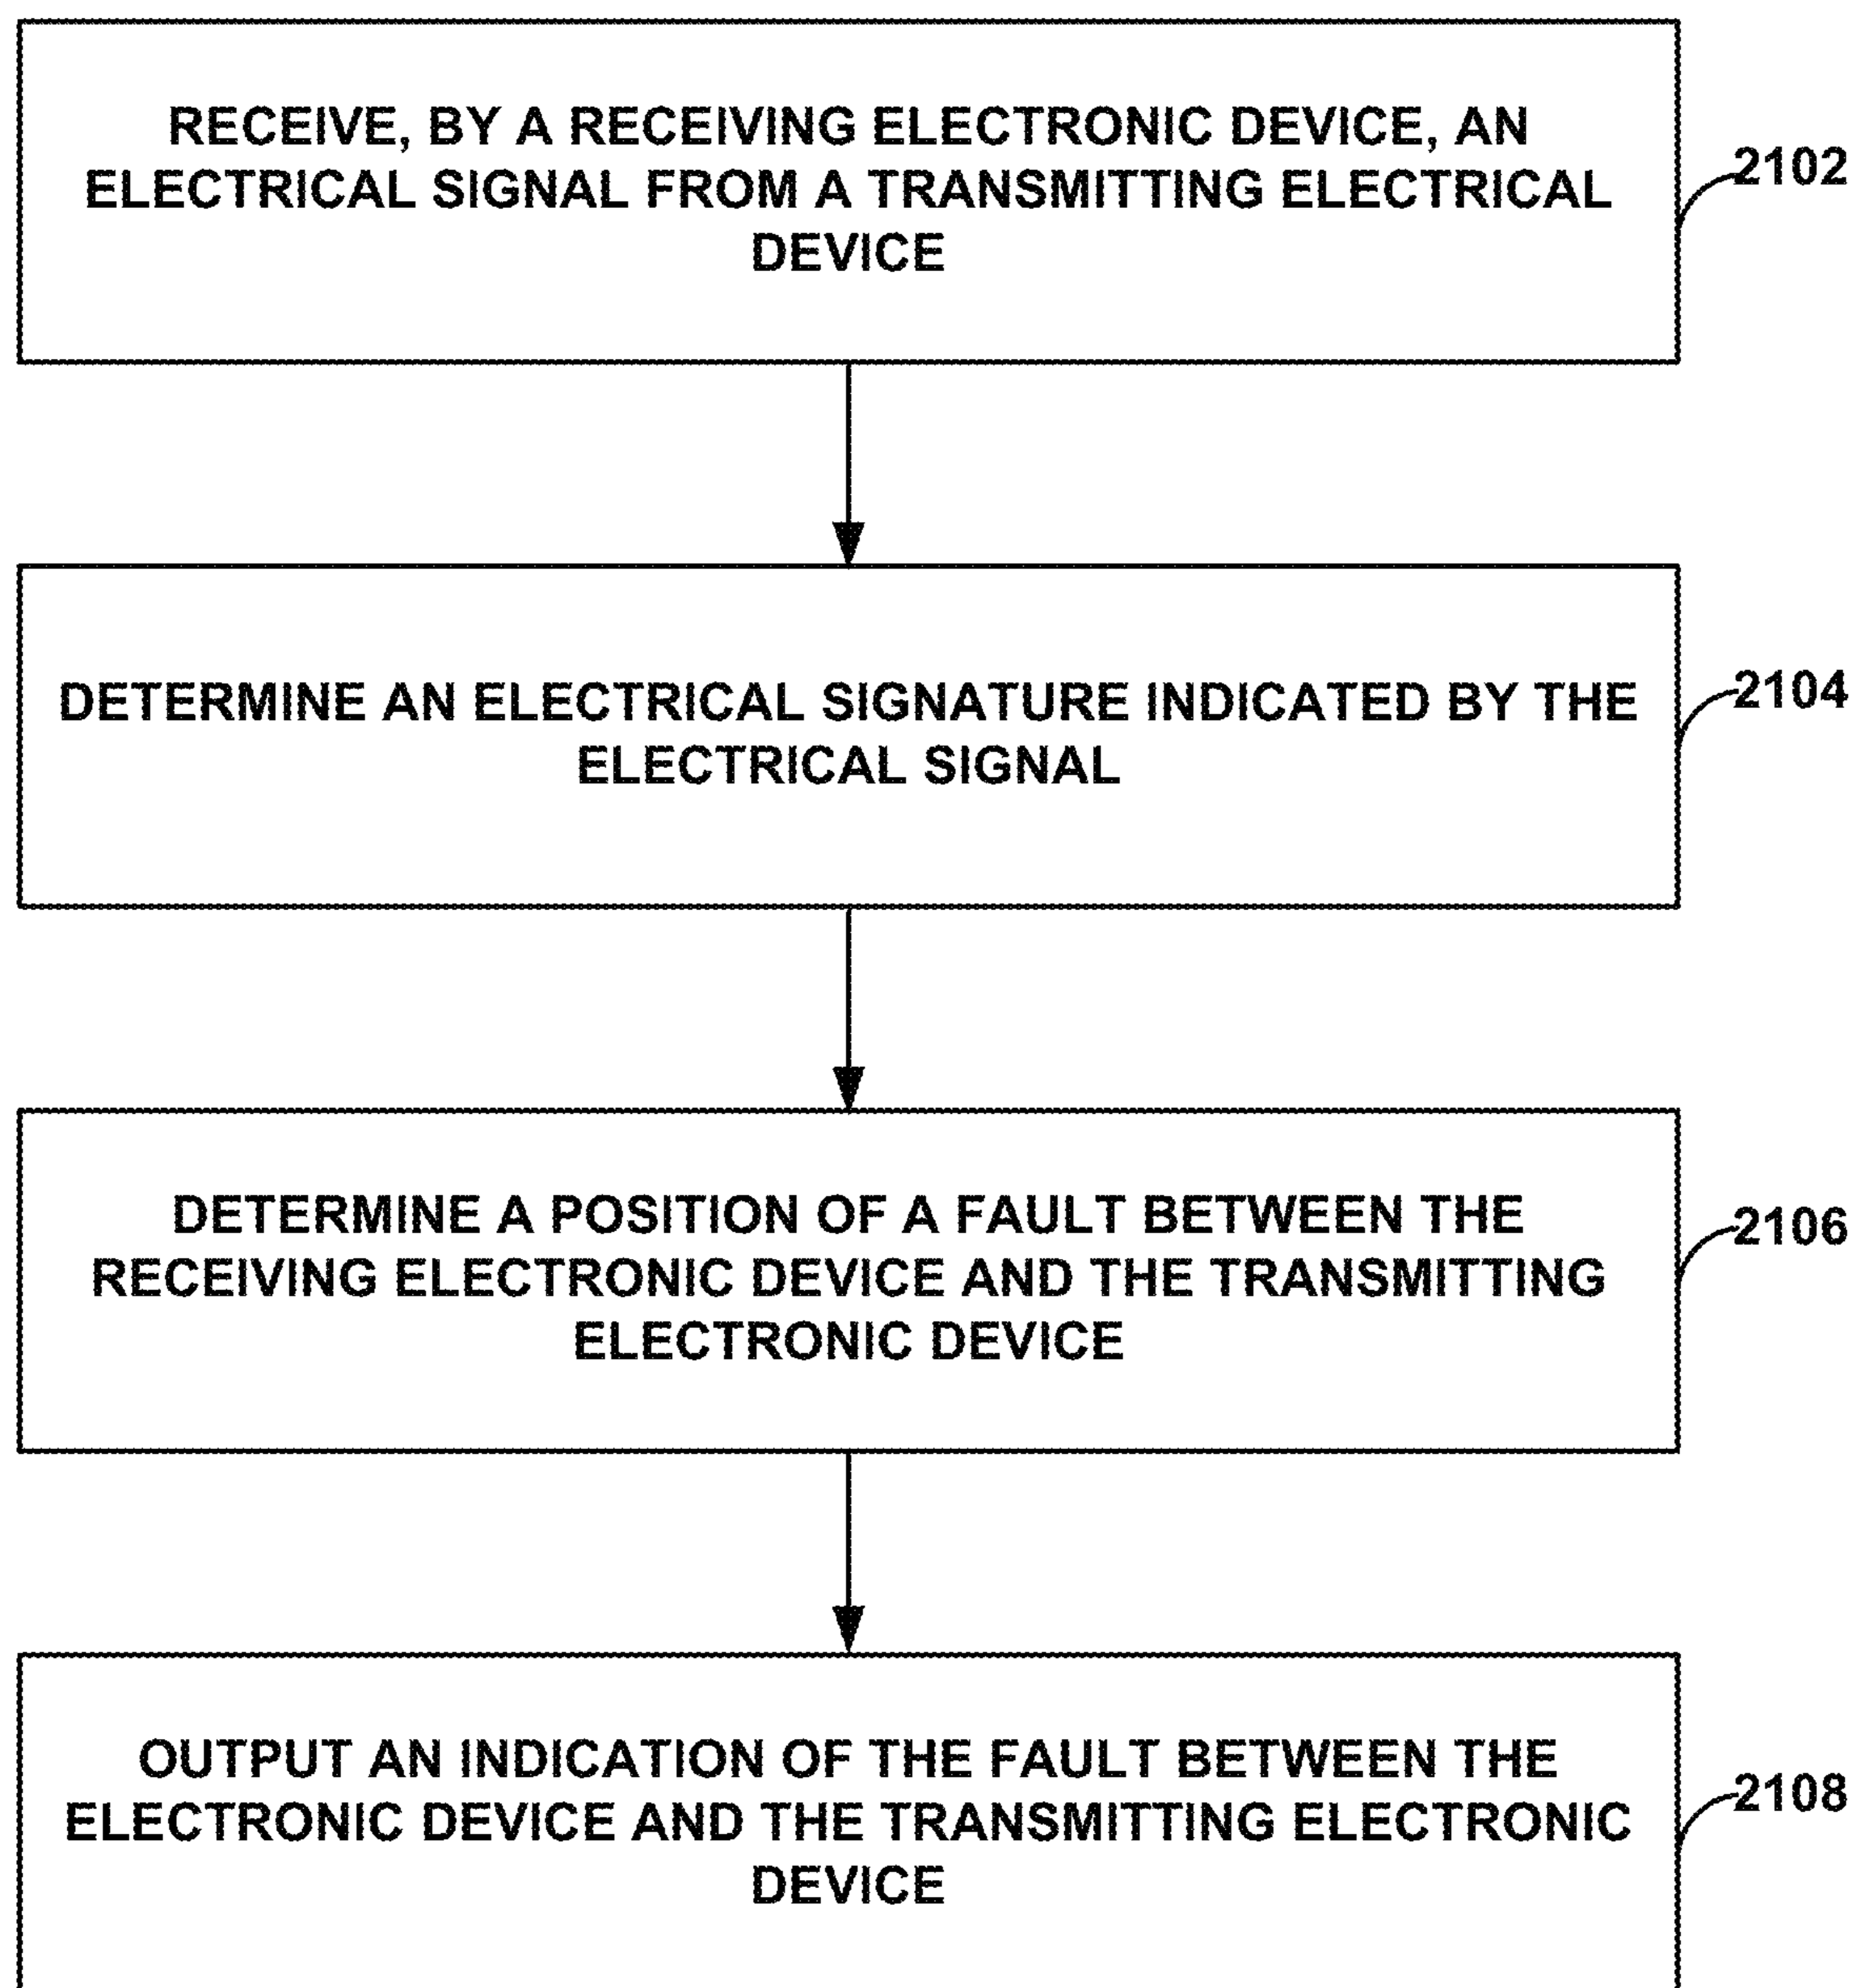 RECEIVE, BY A RECEIVING ELECTRONIC DEVICE, AN
ELECTRICAL SIGNAL FROM A TRANSMITTING ELECTRICAL
DEVICE
2102
DETERMINE AN ELECTRICAL SIGNATURE INDICATED BY THE
ELECTRICAL SIGNAL
2104
DETERMINE A POSITION OF A FAULT BETWEEN THE
RECEIVING ELECTRONIC DEVICE AND THE TRANSMITTING
ELECTRONIC DEVICE
2106
OUTPUT AN INDICATION OF THE FAULT BETWEEN THE
ELECTRONIC DEVICE AND THE TRANSMITTING ELECTRONIC
DEVICE
2108